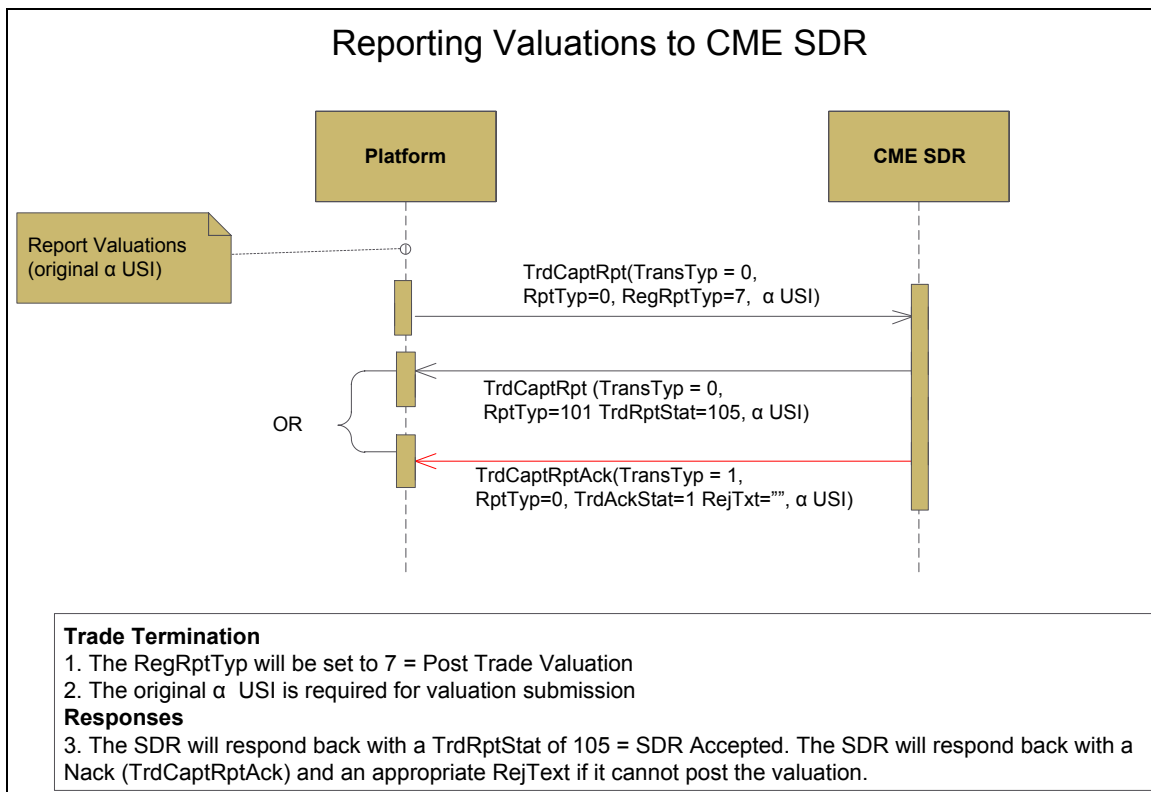 Reporting Valuations to CME SDR
Platform
CME SDR
Report Valuations
(original α USI)
TrdCaptRpt(TransTyp = 0,
RptTyp=0, RegRptTyp=7,  α USI)
TrdCaptRpt (TransTyp = 0,
RptTyp=101 TrdRptStat=105, α USI)
OR
TrdCaptRptAck(TransTyp = 1,
RptTyp=0, TrdAckStat=1 RejTxt=””, α USI)
Trade Termination
1. The RegRptTyp will be set to 7 = Post Trade Valuation
2. The original α  USI is required for valuation submission
Responses
3. The SDR will respond back with a TrdRptStat of 105 = SDR Accepted. The SDR will respond back with a
Nack (TrdCaptRptAck) and an appropriate RejText if it cannot post the valuation.